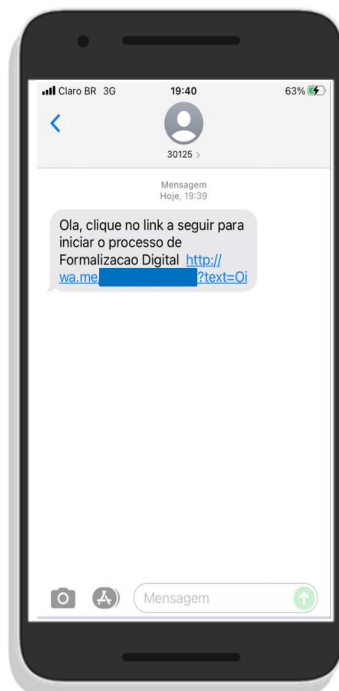 Claro BR 3G 19:40 63%
30125 >
Mensagem
Hoje, 19:39
Ola, clique no link a seguir para
iniciar o processo de
Formalizacao Digital http://
wa.me/ ?text=Oi
Mensagem